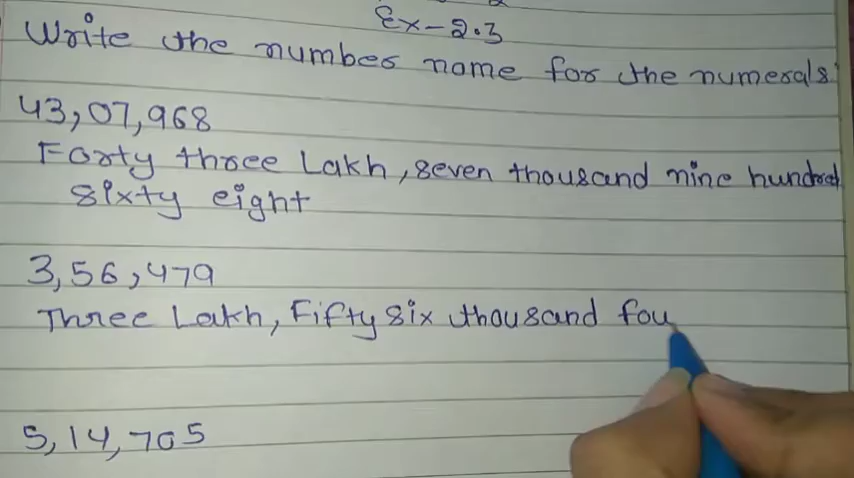 Ex-2.3
Write the number name for the numerals
43,07,968
Forty three Lakh, seven thousand nine hundred
sixty eight
3,56,479
Three Lakh, Fifty six thousand fou
5,14,705